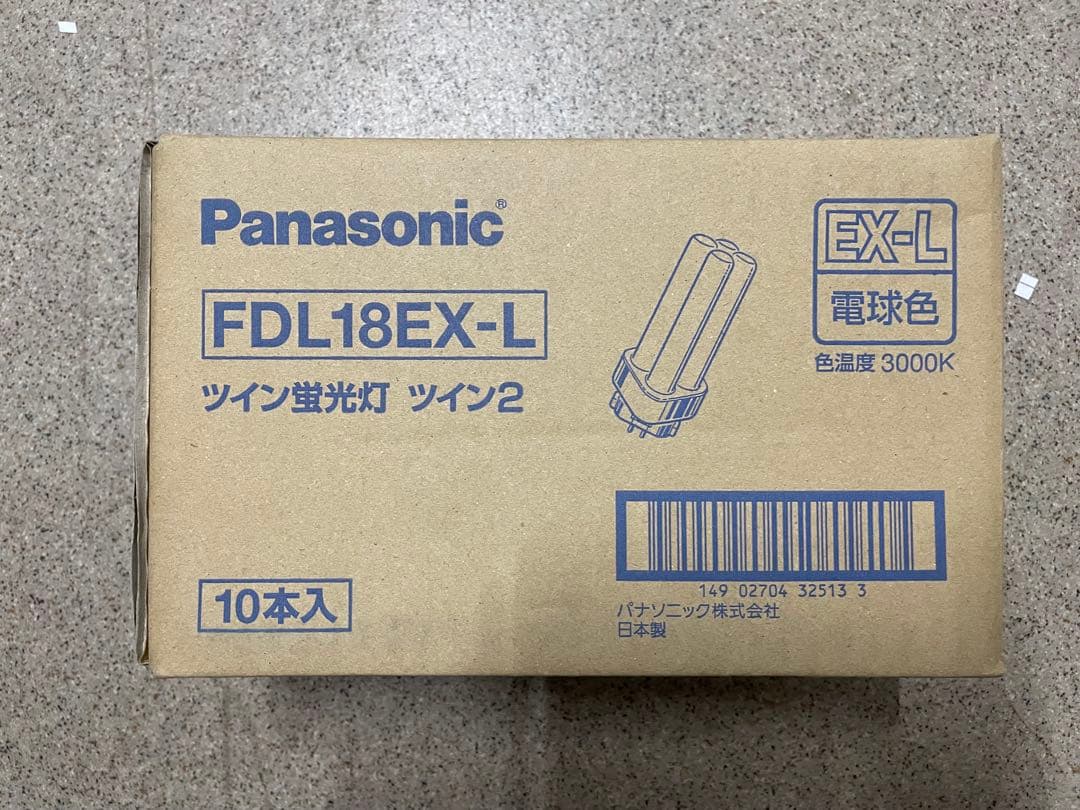 Panasonic®
FDL18EX-L
ツイン蛍光灯 ツイン2
EX-L
電球色
色温度 3000K
10本入
149 02704 32513 3
パナソニック株式会社
日本製